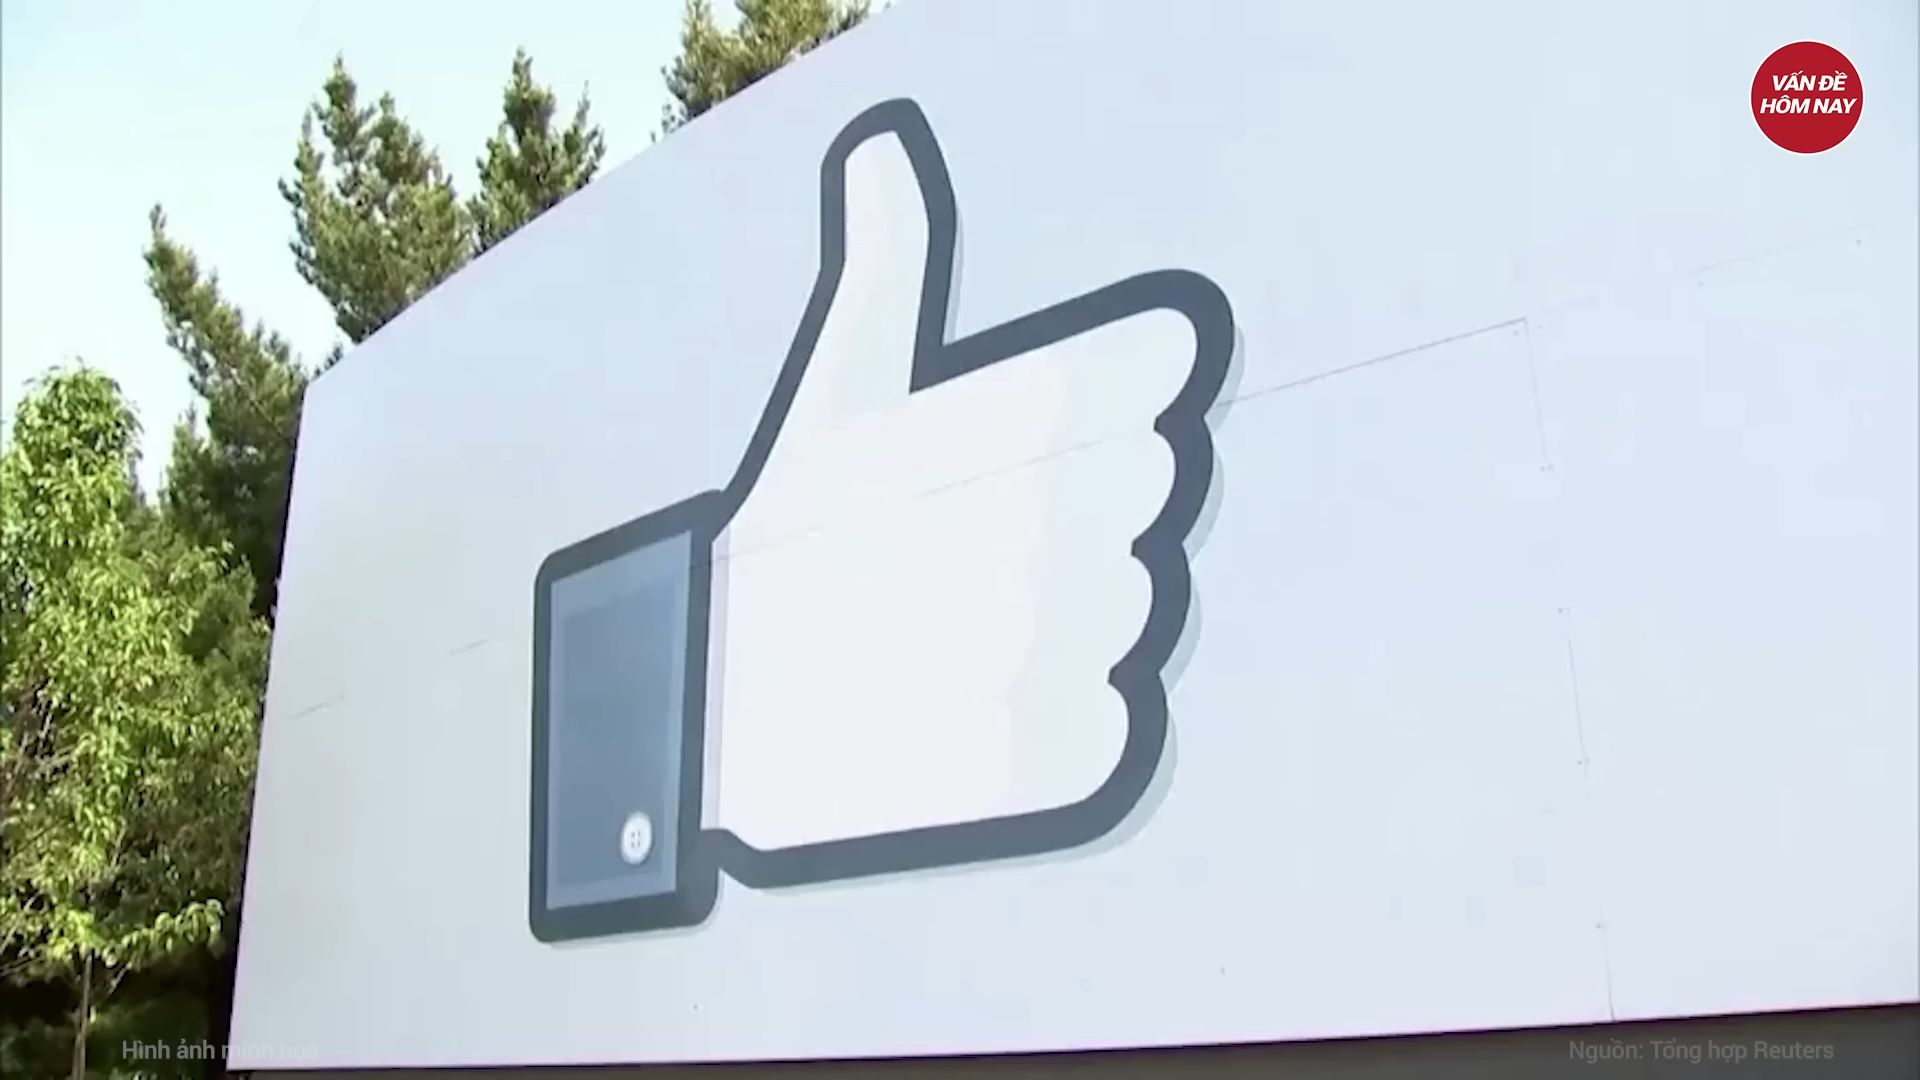 VẤN ĐỀ
HÔM NAY
Hình ảnh minh họa
Nguồn: Tổng hợp Reuters